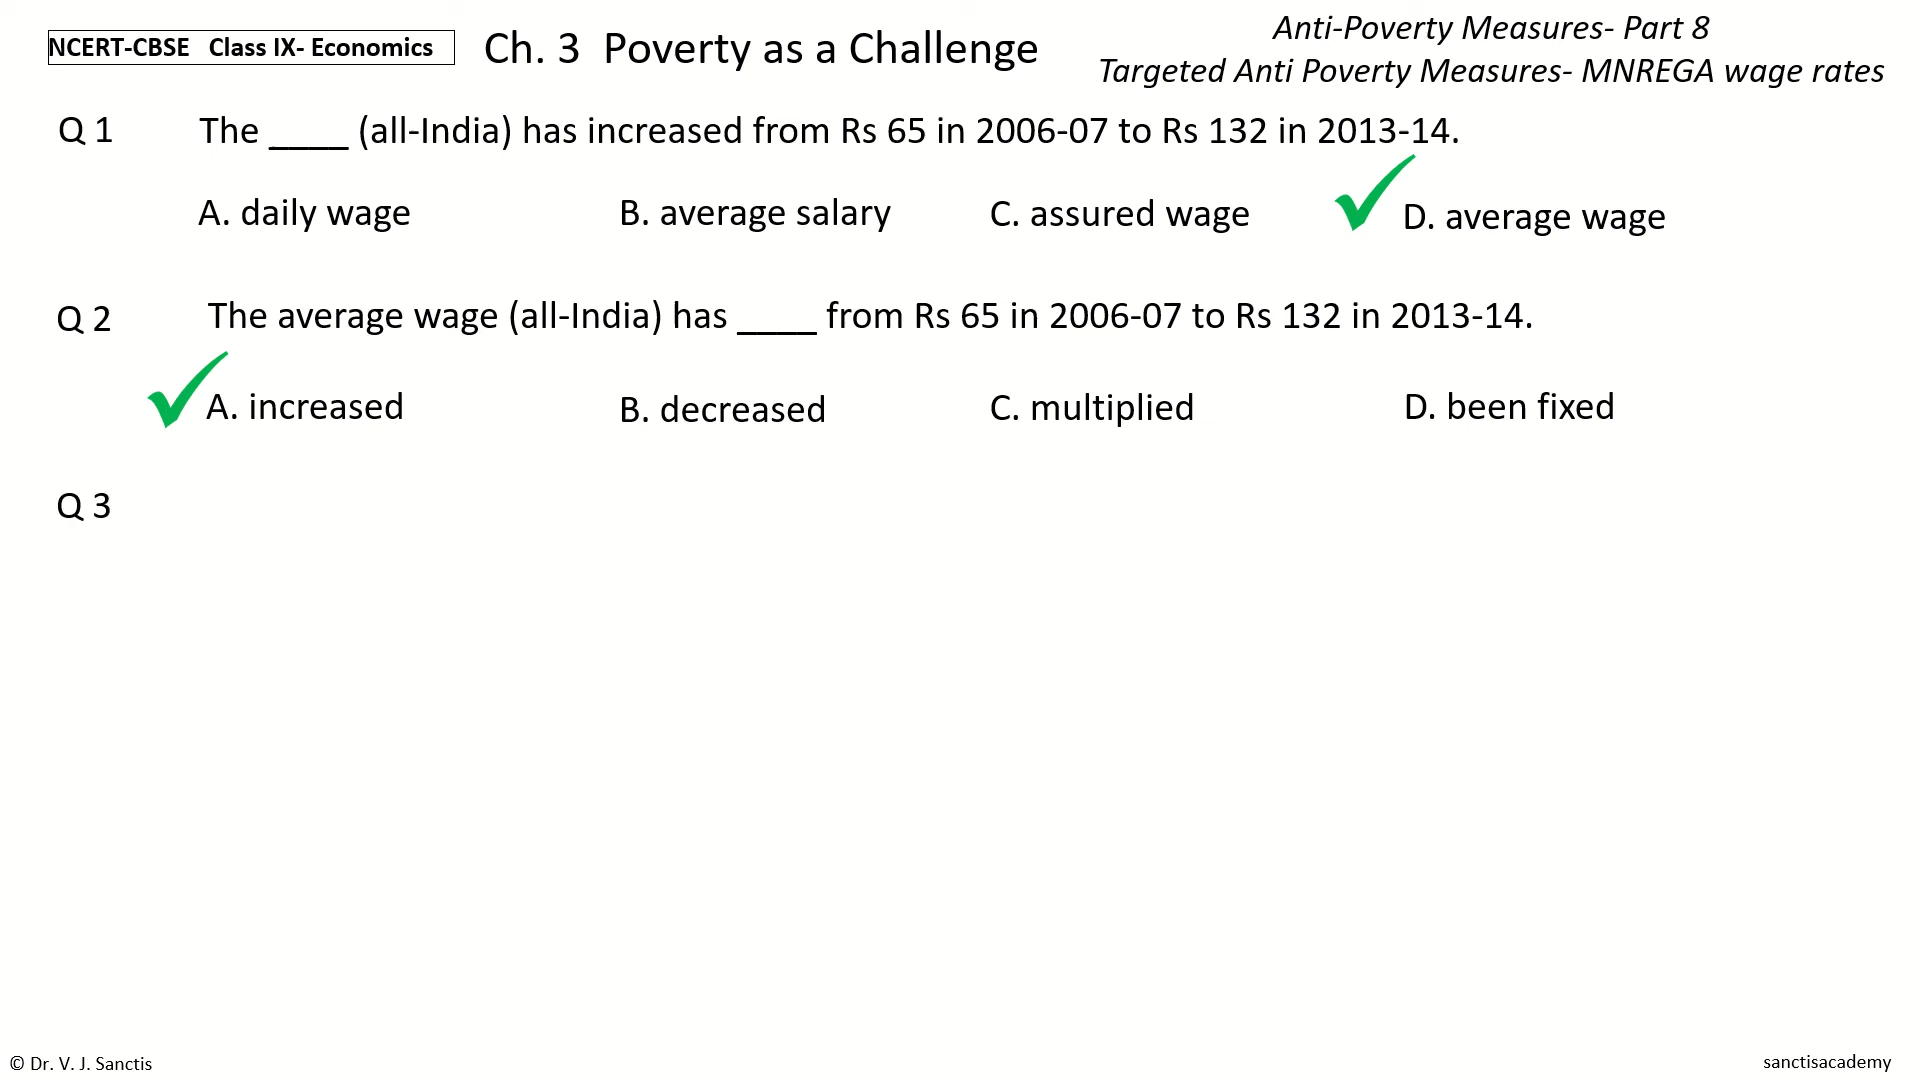 NCERT-CBSE Class IX- Economics
Ch. 3 Poverty as a Challenge
Anti-Poverty Measures- Part 8
Targeted Anti Poverty Measures- MNREGA wage rates
Q 1 The ____ (all-India) has increased from Rs 65 in 2006-07 to Rs 132 in 2013-14.
A. daily wage B. average salary C. assured wage D. average wage
Q 2 The average wage (all-India) has ____ from Rs 65 in 2006-07 to Rs 132 in 2013-14.
A. increased B. decreased C. multiplied D. been fixed
Q 3
© Dr. V. J. Sanctis
sanctisacademy